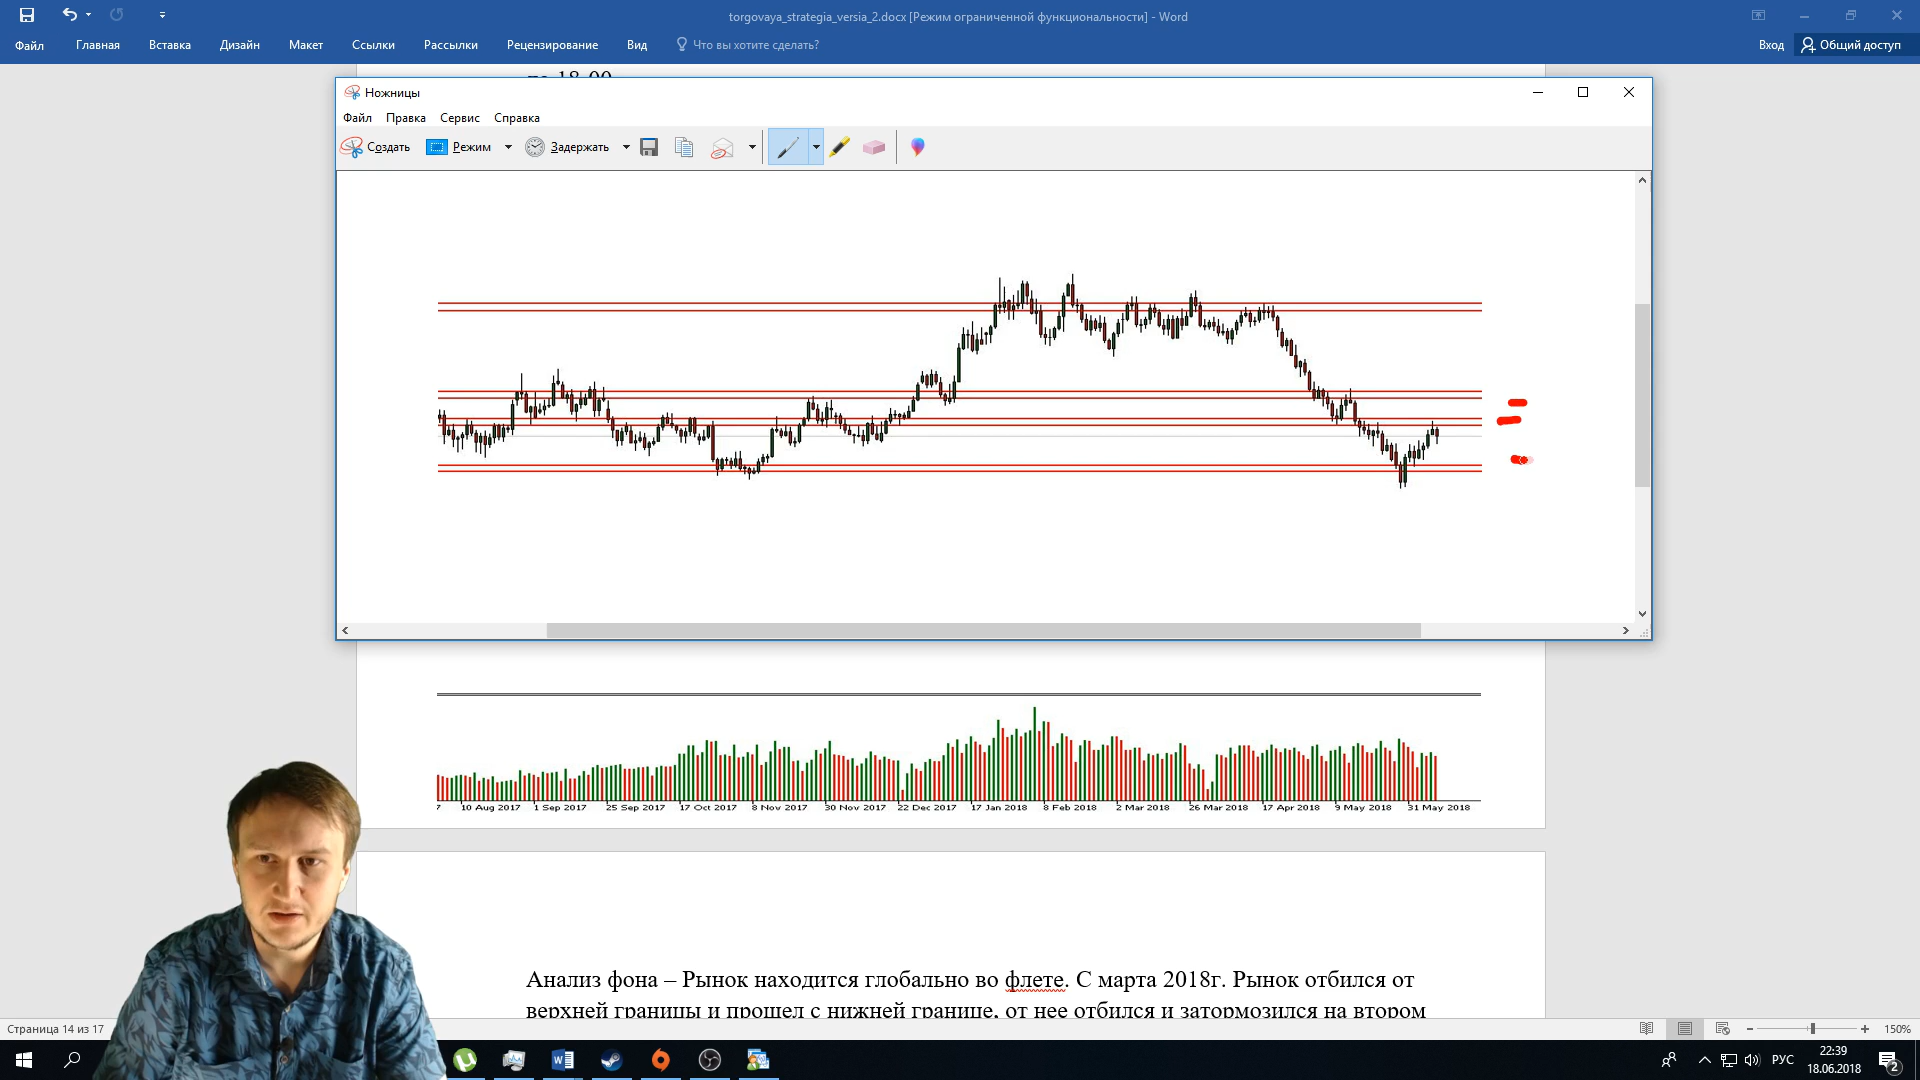 torgovaya_strategia_versia_2.docx [Режим ограниченной функциональности] - Word
Файл Главная Вставка Дизайн Макет Ссылки Рассылки Рецензирование Вид Что вы хотите сделать? Вход Общий доступ
Ножницы
Файл Правка Сервис Справка
Создать Режим Задержать
10 Aug 2017 1 Sep 2017 25 Sep 2017 17 Oct 2017 8 Nov 2017 30 Nov 2017 22 Dec 2017 17 Jan 2018 8 Feb 2018 2 Mar 2018 26 Mar 2018 17 Apr 2018 9 May 2018 31 May 2018
Анализ фона – Рынок находится глобально во флете. С марта 2018г. Рынок отбился от
верхней границы и прошел с нижней границе, от нее отбился и затормозился на втором
Страница 14 из 17 150%
РУС 22:39
18.06.2018 2